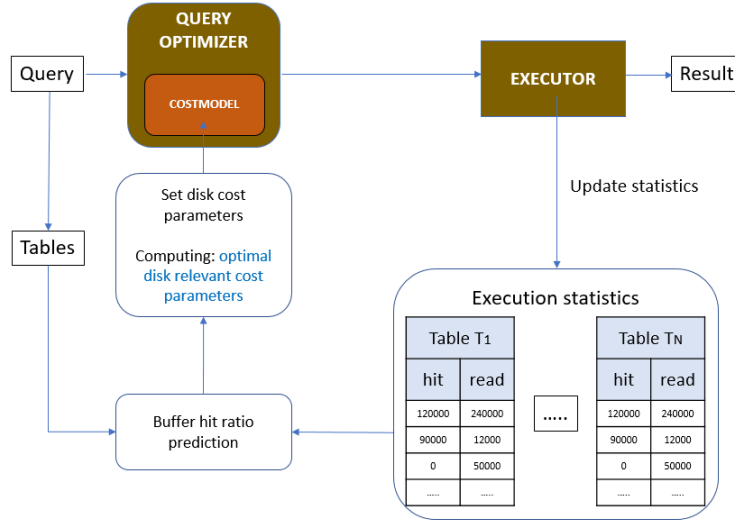 QUERY
OPTIMIZER
COSTMODEL
Query
EXECUTOR
Result
Set disk cost
parameters
Computing: optimal
disk relevant cost
parameters
Update statistics
Tables
Buffer hit ratio
prediction
Execution statistics
Table T1
hit read
120000 240000
90000 12000
0 50000
..... .....
.....
Table TN
hit read
120000 240000
90000 12000
0 50000
..... .....